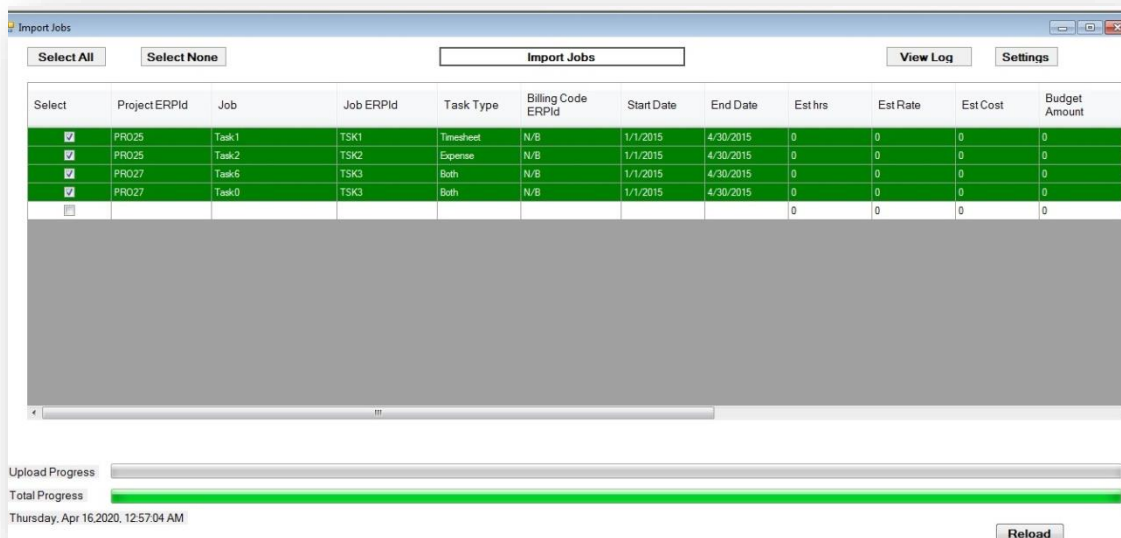 Import Jobs
Select All Select None Import Jobs View Log Settings
Select Project ERPId Job Job ERPId Task Type Billing Code ERPId Start Date End Date Est hrs Est Rate Est Cost Budget Amount
PRO25 Task1 TSK1 Timesheet N/B 1/1/2015 4/30/2015 0 0 0 0
PRO25 Task2 TSK2 Expense N/B 1/1/2015 4/30/2015 0 0 0 0
PRO27 Task6 TSK3 Both N/B 1/1/2015 4/30/2015 0 0 0 0
PRO27 Task0 TSK3 Both N/B 1/1/2015 4/30/2015 0 0 0 0
0 0 0 0
Upload Progress
Total Progress
Thursday, Apr 16,2020, 12:57:04 AM
Reload